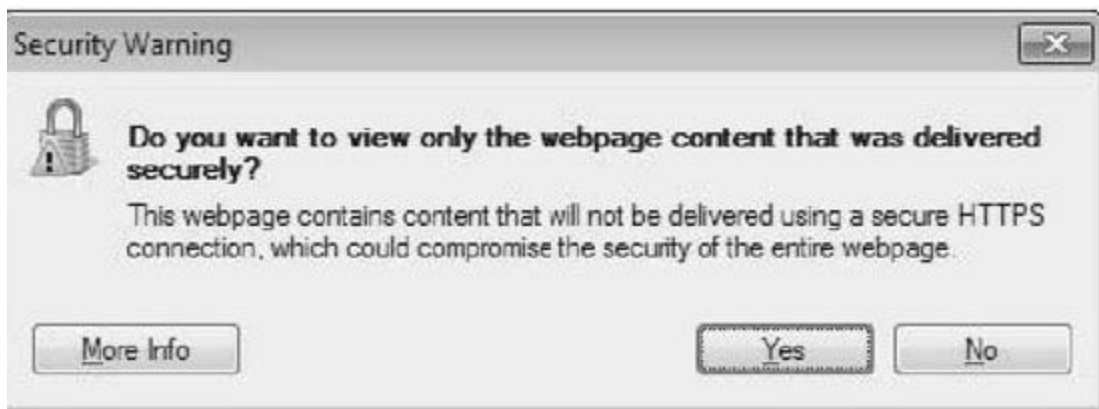 Security Warning
Do you want to view only the webpage content that was delivered
securely?
This webpage contains content that will not be delivered using a secure HTTPS
connection, which could compromise the security of the entire webpage.
More Info
Yes
No